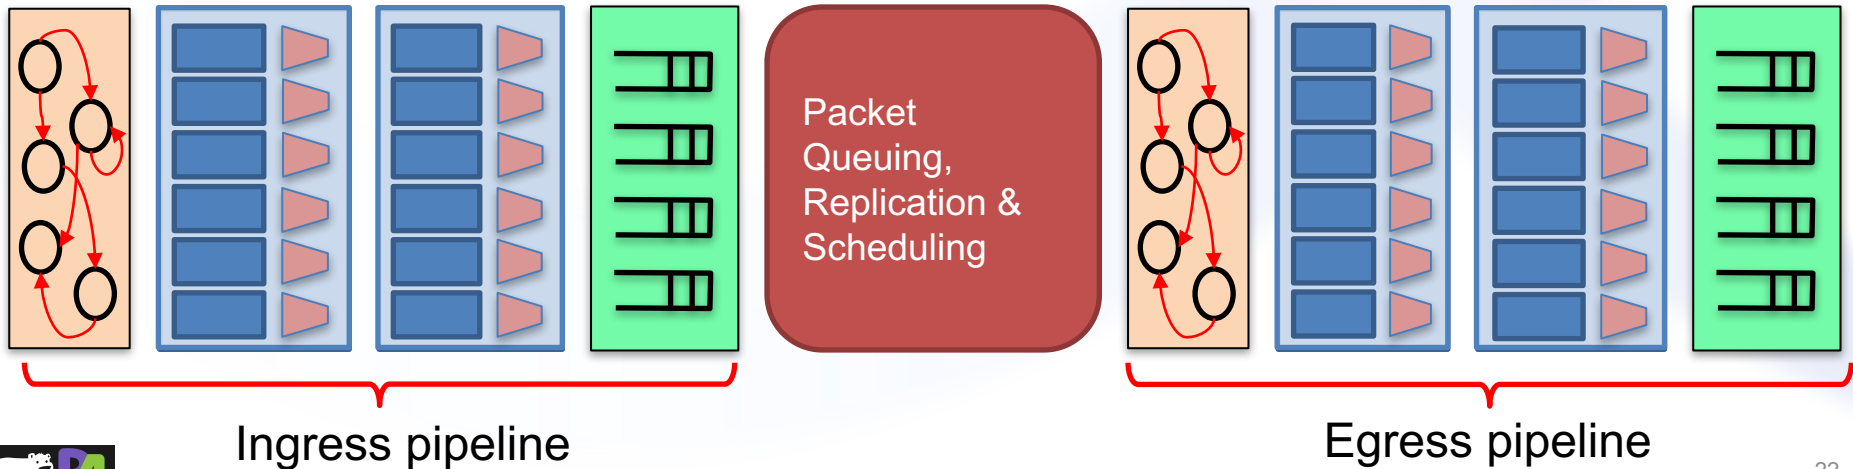 Packet
Queuing,
Replication &
Scheduling
Ingress pipeline
Egress pipeline